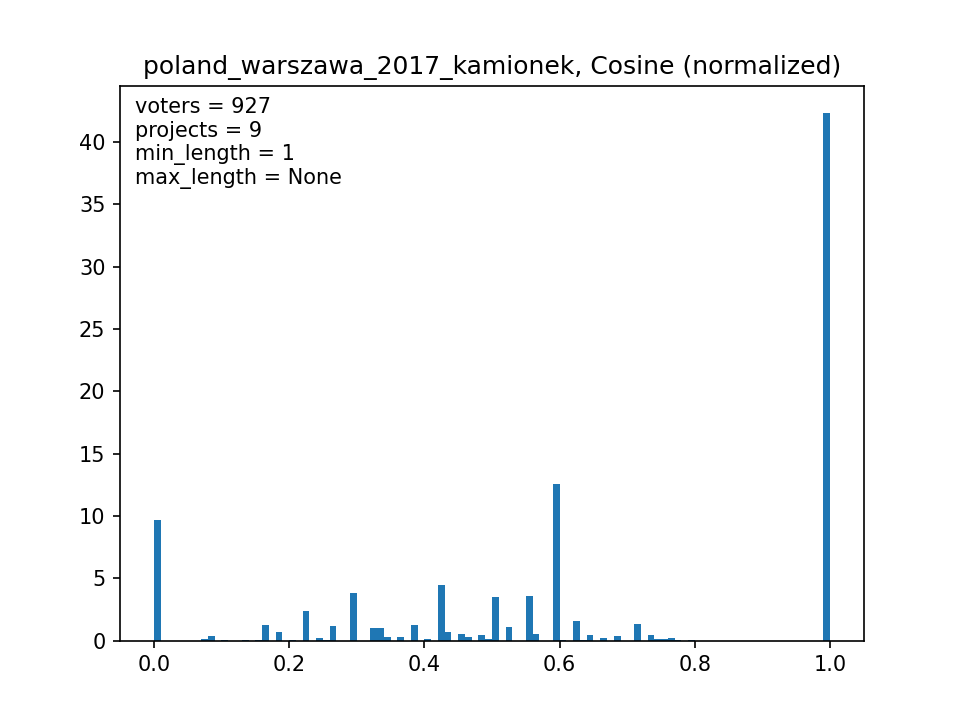 poland_warszawa_2017_kamionek, Cosine (normalized)
voters = 927
projects = 9
min_length = 1
max_length = None
40
35
30
25
20
15
10
5
0
0.0 0.2 0.4 0.6 0.8 1.0